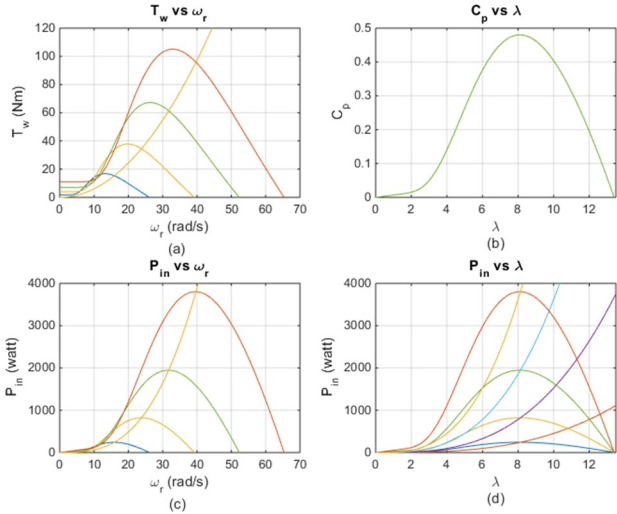 T_w vs ω_r
120
100
80
60
40
20
0
T_w (Nm)
0 10 20 30 40 50 60 70
ω_r (rad/s)
(a)
C_p vs λ
0.5
0.4
0.3
0.2
0.1
0
C_p
0 2 4 6 8 10 12
λ
(b)
P_in vs ω_r
4000
3000
2000
1000
0
P_in (watt)
0 10 20 30 40 50 60 70
ω_r (rad/s)
(c)
P_in vs λ
4000
3000
2000
1000
0
P_in (watt)
0 2 4 6 8 10 12
λ
(d)